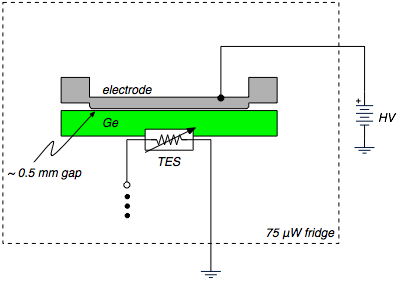 electrode
Ge
+
HV
TES
~ 0.5 mm gap
75 µW fridge